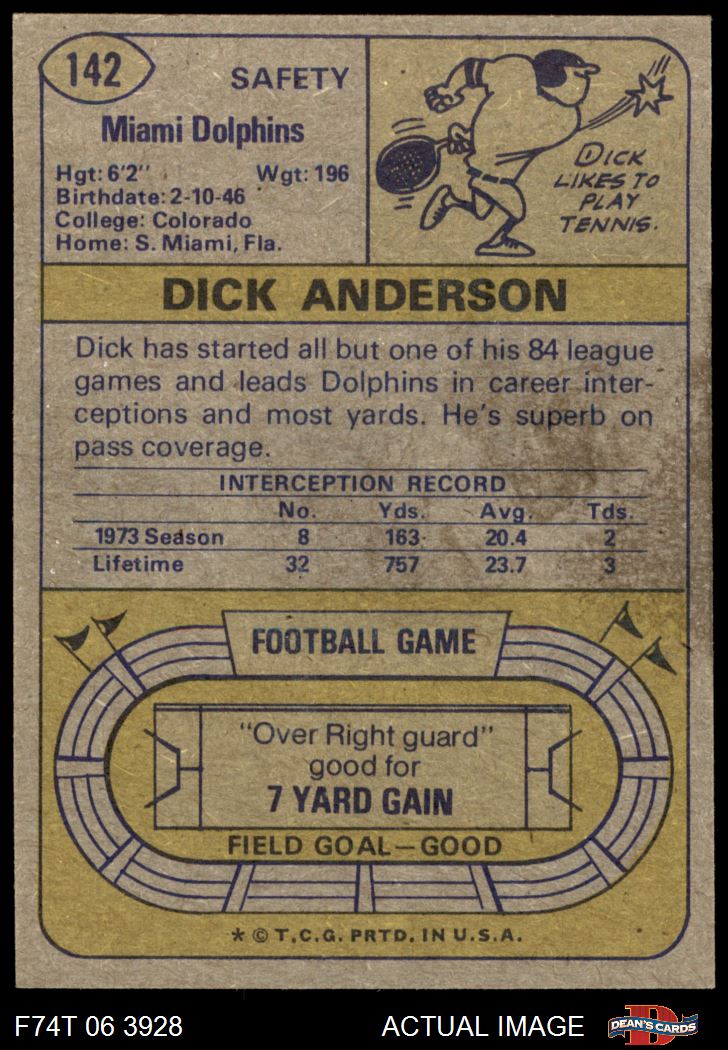 142
SAFETY
Miami Dolphins
Hgt: 6'2" Wgt: 196
Birthdate: 2-10-46
College: Colorado
Home: S. Miami, Fla.
DICK
LIKES TO
PLAY
TENNIS.
DICK ANDERSON
Dick has started all but one of his 84 league
games and leads Dolphins in career inter-
ceptions and most yards. He's superb on
pass coverage.
INTERCEPTION RECORD
No. Yds. Avg. Tds.
1973 Season 8 163 20.4 2
Lifetime 32 757 23.7 3
FOOTBALL GAME
"Over Right guard"
good for
7 YARD GAIN
FIELD GOAL—GOOD
* © T.C.G. PRTD. IN U.S.A.
F74T 06 3928 ACTUAL IMAGE
D
DEAN'S CARDS